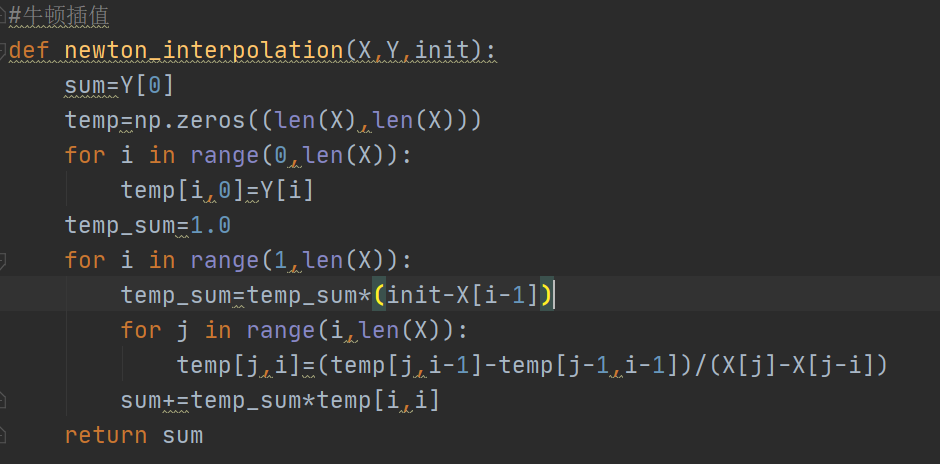 #牛顿插值
def newton_interpolation(X,Y,init):
    sum=Y[0]
    temp=np.zeros((len(X),len(X)))
    for i in range(0,len(X)):
        temp[i,0]=Y[i]
    temp_sum=1.0
    for i in range(1,len(X)):
        temp_sum=temp_sum*(init-X[i-1])
        for j in range(i,len(X)):
            temp[j,i]=(temp[j,i-1]-temp[j-1,i-1])/(X[j]-X[j-i])
        sum+=temp_sum*temp[i,i]
    return sum